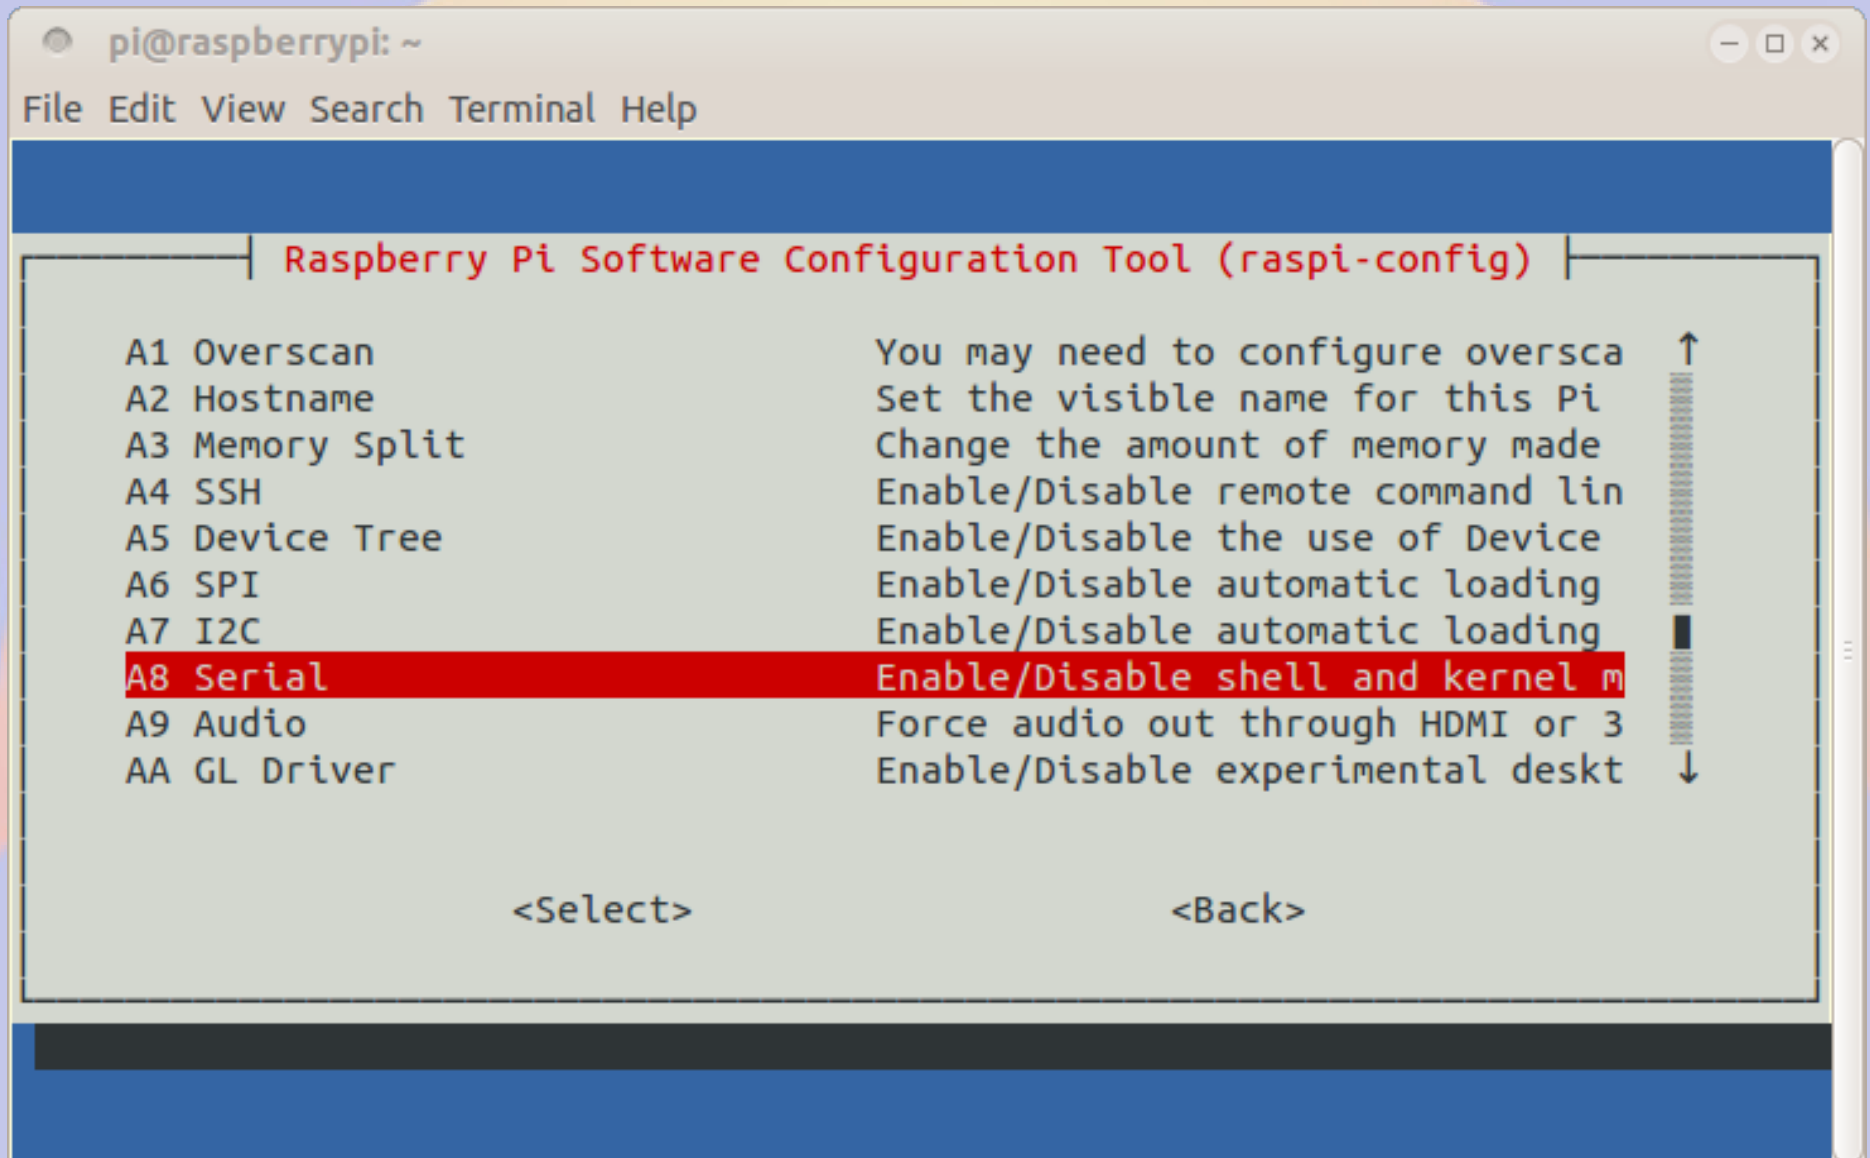 pi@raspberrypi: ~
File Edit View Search Terminal Help
Raspberry Pi Software Configuration Tool (raspi-config)
A1 Overscan You may need to configure oversca
A2 Hostname Set the visible name for this Pi
A3 Memory Split Change the amount of memory made
A4 SSH Enable/Disable remote command lin
A5 Device Tree Enable/Disable the use of Device
A6 SPI Enable/Disable automatic loading
A7 I2C Enable/Disable automatic loading
A8 Serial Enable/Disable shell and kernel m
A9 Audio Force audio out through HDMI or 3
AA GL Driver Enable/Disable experimental deskt
<Select> <Back>